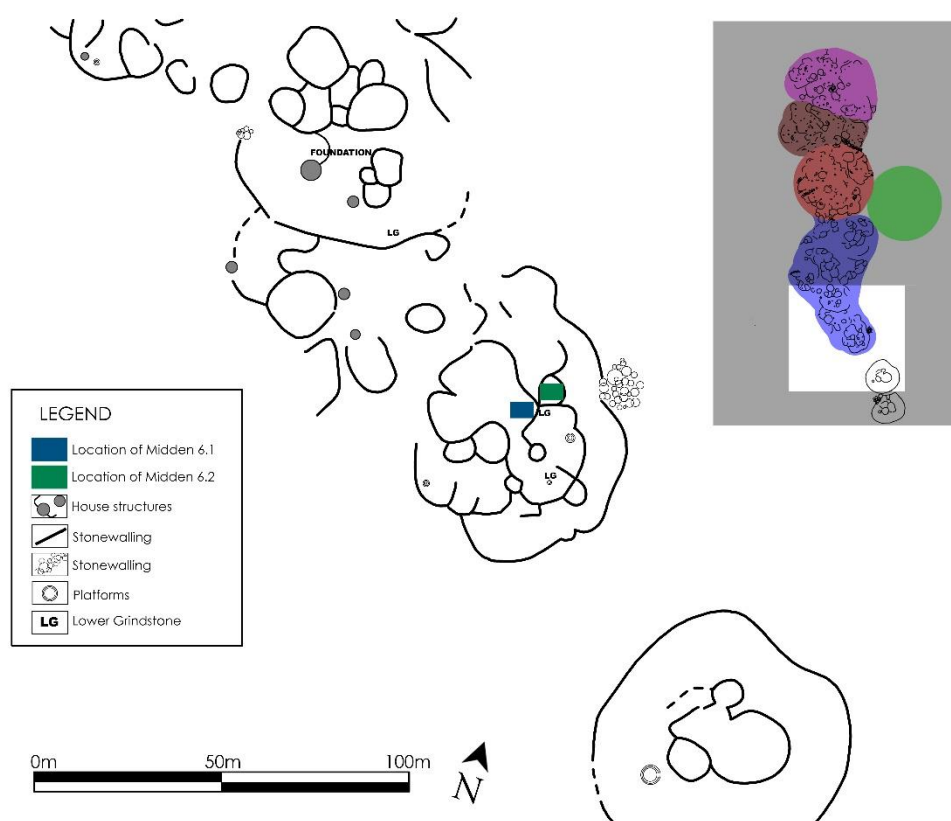 FOUNDATION
LG
LG
LG
LEGEND
Location of Midden 6.1
Location of Midden 6.2
House structures
Stonewalling
Stonewalling
Platforms
LG Lower Grindstone
0m 50m 100m
N